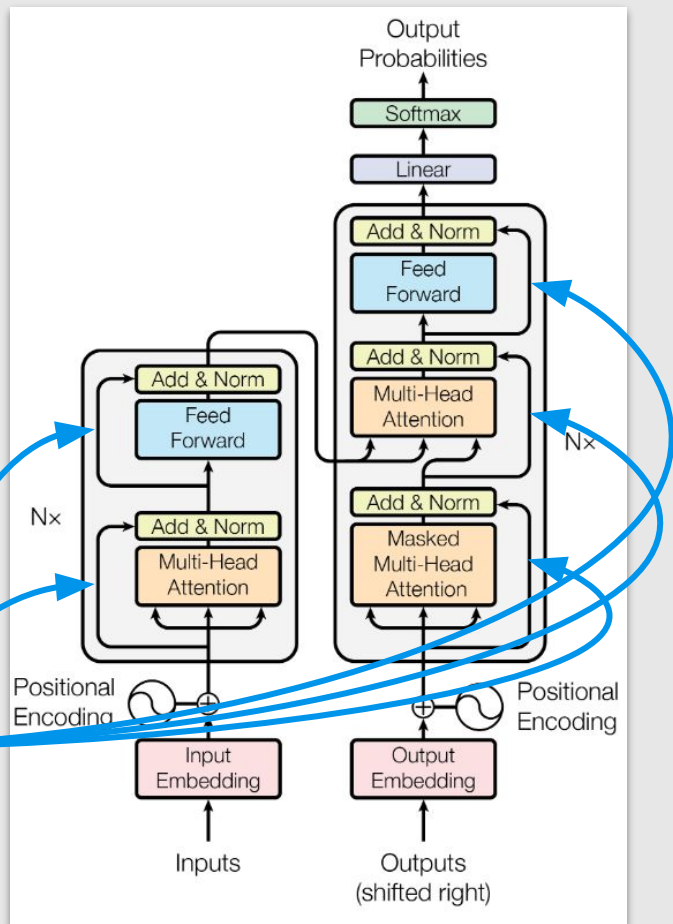 Output
Probabilities
Softmax
Linear
Add & Norm
Feed
Forward
Add & Norm
Multi-Head
Attention
Nx
Add & Norm
Masked
Multi-Head
Attention
Add & Norm
Feed
Forward
Nx
Add & Norm
Multi-Head
Attention
Positional
Encoding
Positional
Encoding
Input
Embedding
Output
Embedding
Inputs
Outputs
(shifted right)